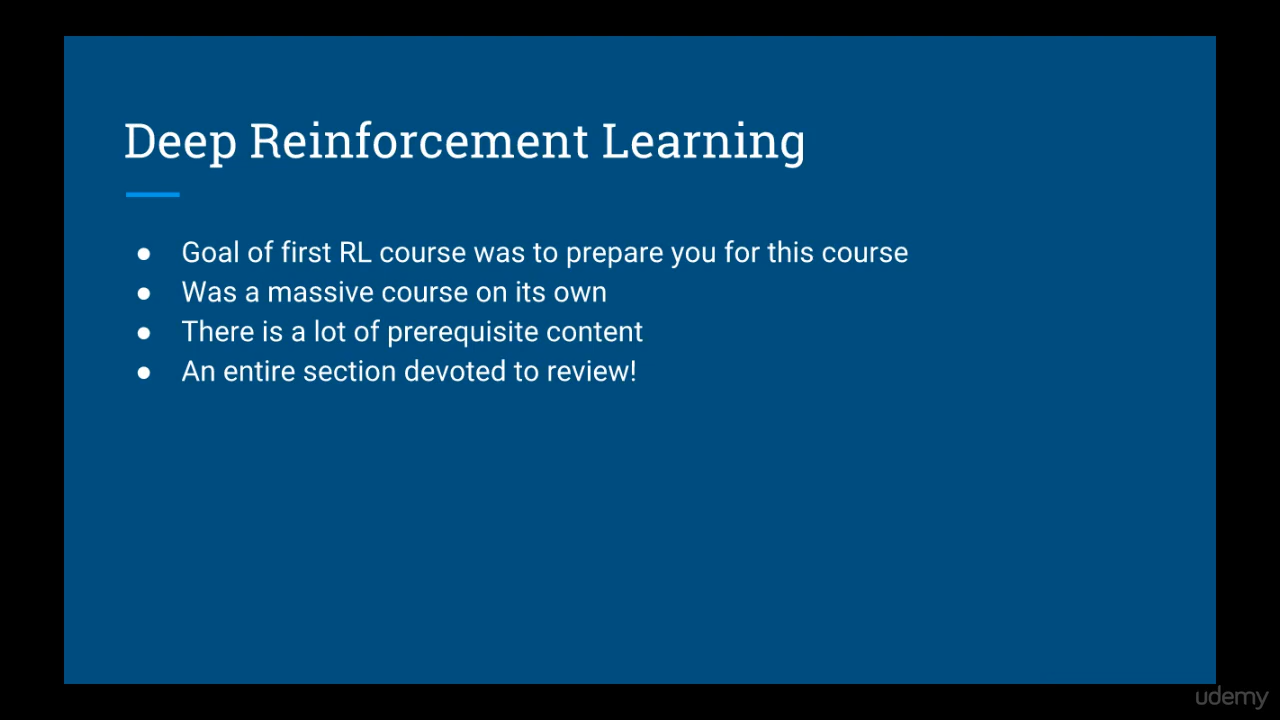 Deep Reinforcement Learning
● Goal of first RL course was to prepare you for this course
● Was a massive course on its own
● There is a lot of prerequisite content
● An entire section devoted to review!
udemy